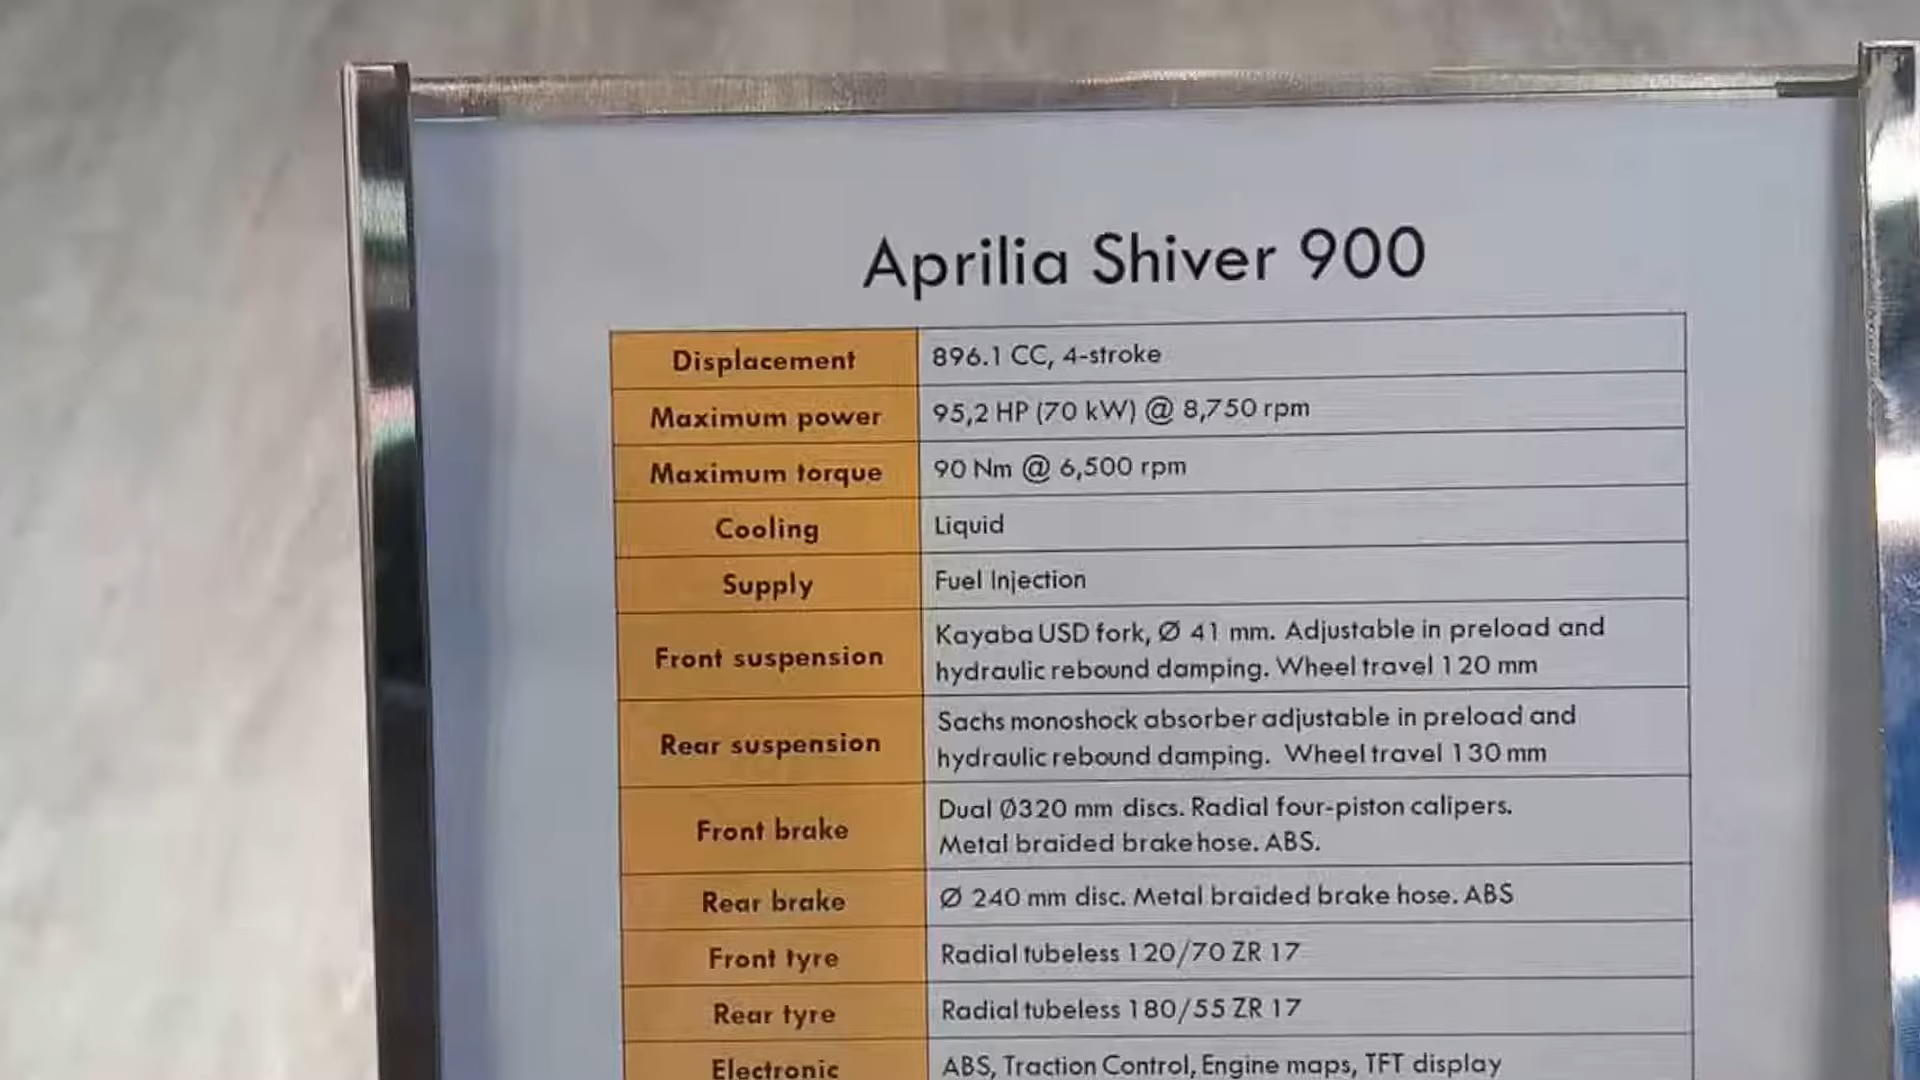 Aprilia Shiver 900
Displacement 896.1 CC, 4-stroke
Maximum power 95,2 HP (70 kW) @ 8,750 rpm
Maximum torque 90 Nm @ 6,500 rpm
Cooling Liquid
Supply Fuel Injection
Front suspension Kayaba USD fork, Ø 41 mm. Adjustable in preload and
hydraulic rebound damping. Wheel travel 120 mm
Rear suspension Sachs monoshock absorber adjustable in preload and
hydraulic rebound damping. Wheel travel 130 mm
Front brake Dual Ø320 mm discs. Radial four-piston calipers.
Metal braided brake hose. ABS.
Rear brake Ø 240 mm disc. Metal braided brake hose. ABS
Front tyre Radial tubeless 120/70 ZR 17
Rear tyre Radial tubeless 180/55 ZR 17
Electronic ABS, Traction Control, Engine maps, TFT display